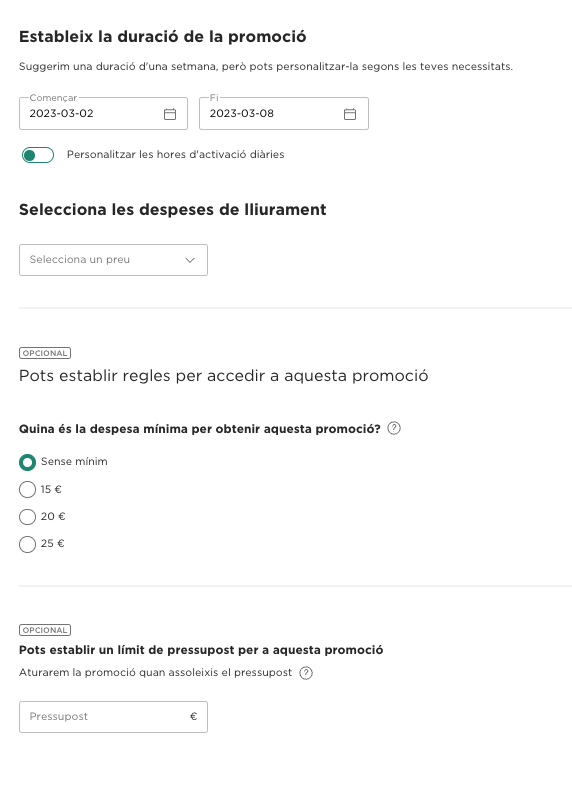 Estableix la duració de la promoció
Suggerim una duració d'una setmana, però pots personalitzar-la segons les teves necessitats.
Començar
2023-03-02
Fi
2023-03-08
Personalitzar les hores d'activació diàries
Selecciona les despeses de lliurament
Selecciona un preu
OPCIONAL
Pots establir regles per accedir a aquesta promoció
Quina és la despesa mínima per obtenir aquesta promoció? ?
Sense mínim
15 €
20 €
25 €
OPCIONAL
Pots establir un límit de pressupost per a aquesta promoció
Aturarem la promoció quan assoleixis el pressupost ?
Pressupost €